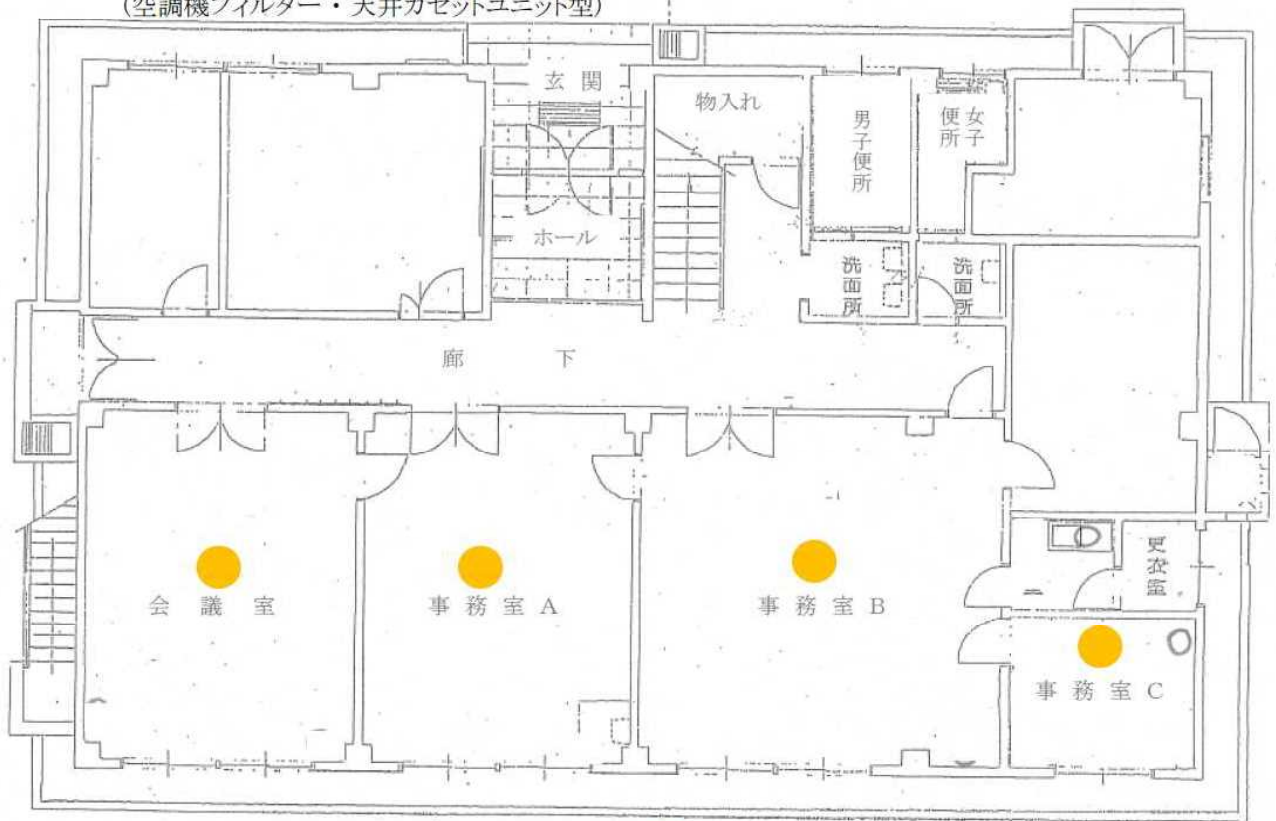 (空調機フィルター・天井カセットユニット型)
玄 関
物入れ
男子便所
女子
便所
ホール
洗面所
洗面所
廊 下
更衣室
会 議 室
事 務 室 A
事 務 室 B
事 務 室 C